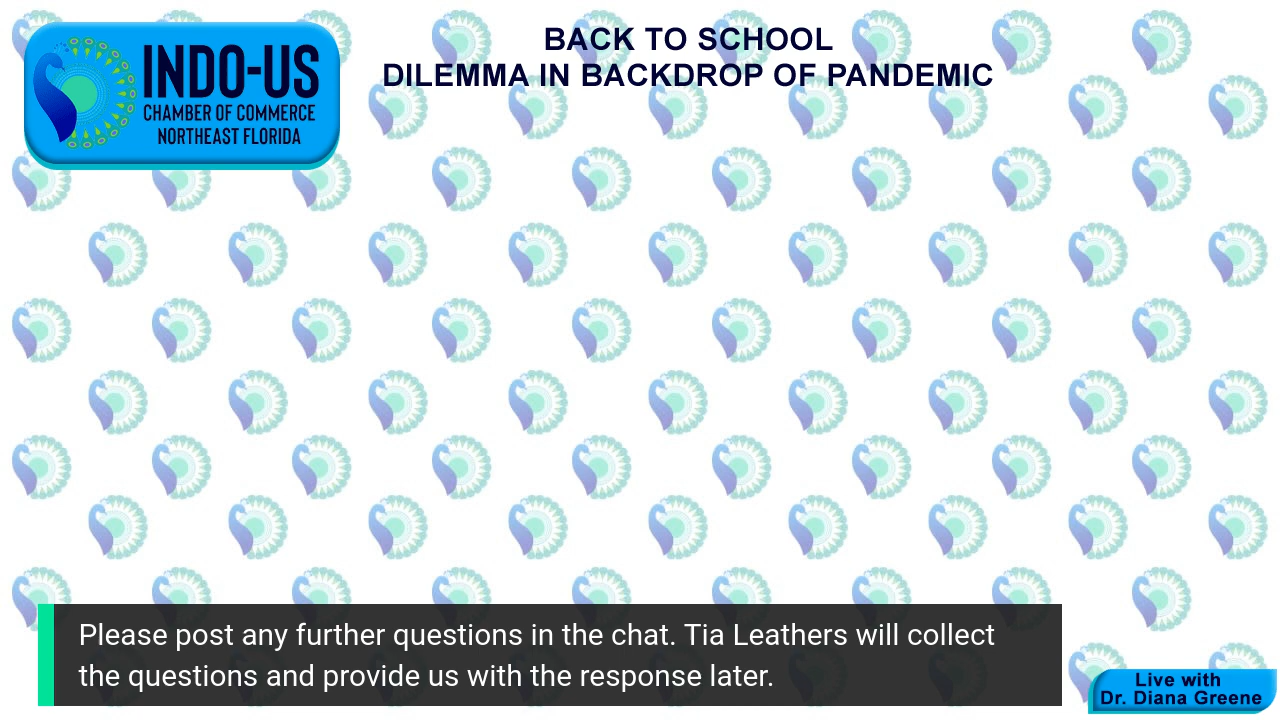 INDO-US
CHAMBER OF COMMERCE
NORTHEAST FLORIDA
BACK TO SCHOOL
DILEMMA IN BACKDROP OF PANDEMIC
Please post any further questions in the chat. Tia Leathers will collect
the questions and provide us with the response later.
Live with
Dr. Diana Greene